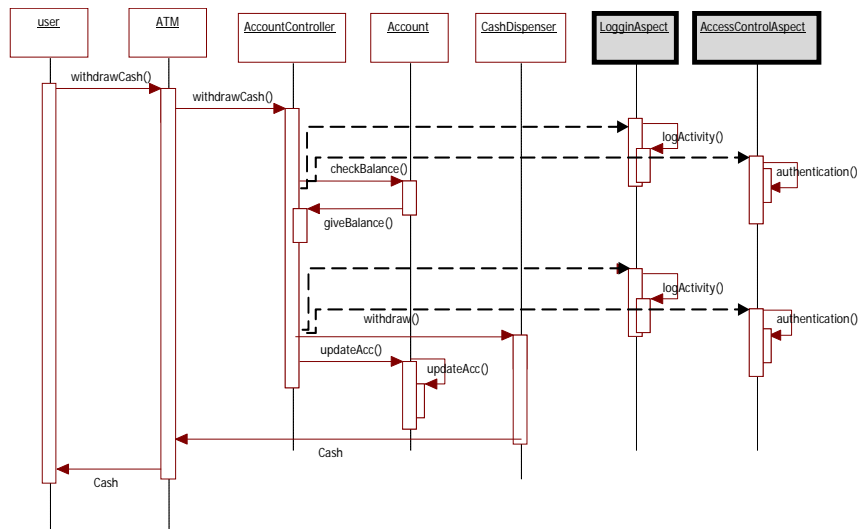 user
ATM
AccountController
Account
CashDispenser
LogginAspect
AccessControlAspect
withdrawCash()
withdrawCash()
logActivity()
checkBalance()
authentication()
giveBalance()
logActivity()
withdraw()
authentication()
updateAcc()
updateAcc()
Cash
Cash